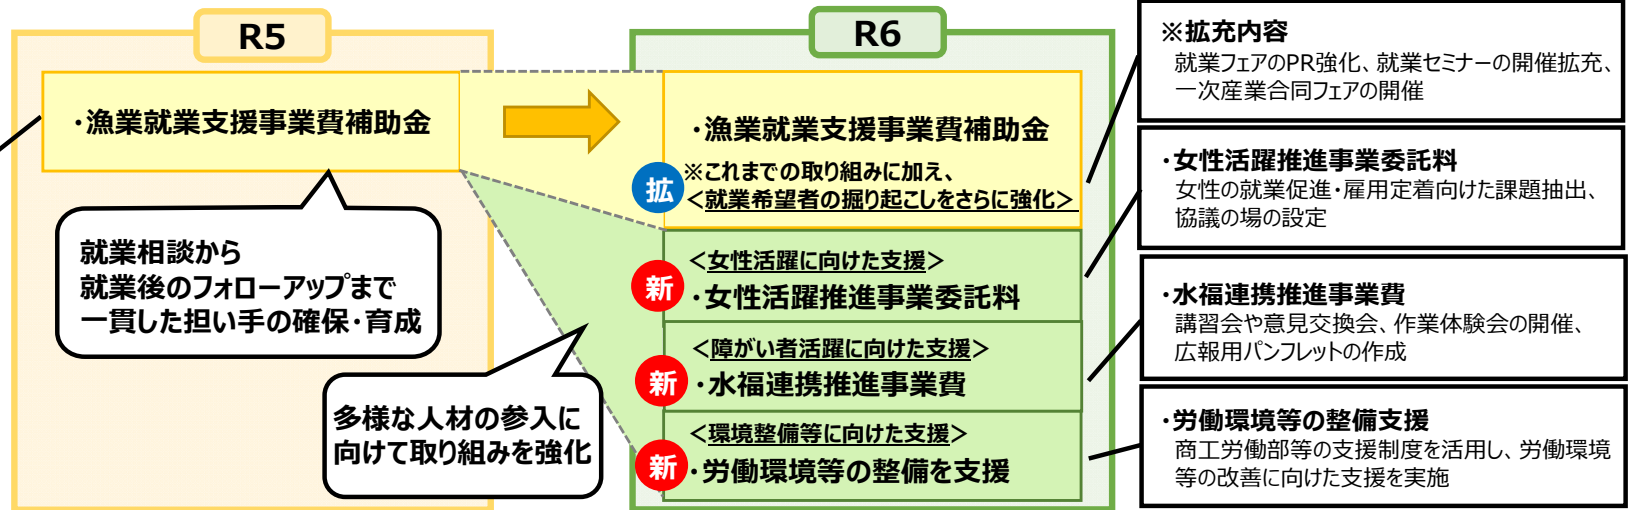 R5
・漁業就業支援事業費補助金
就業相談から
就業後のフォローアップまで
一貫した担い手の確保・育成
多様な人材の参入に
向けて取り組みを強化
R6
・漁業就業支援事業費補助金
拡
※これまでの取り組みに加え、
<就業希望者の掘り起こしをさらに強化>
新
<女性活躍に向けた支援>
・女性活躍推進事業委託料
新
<障がい者活躍に向けた支援>
・水福連携推進事業費
新
<環境整備等に向けた支援>
・労働環境等の整備を支援
※拡充内容
就業フェアのPR強化、就業セミナーの開催拡充、
一次産業合同フェアの開催
・女性活躍推進事業委託料
女性の就業促進・雇用定着向けた課題抽出、
協議の場の設定
・水福連携推進事業費
講習会や意見交換会、作業体験会の開催、
広報用パンフレットの作成
・労働環境等の整備支援
商工労働部等の支援制度を活用し、労働環境
等の改善に向けた支援を実施